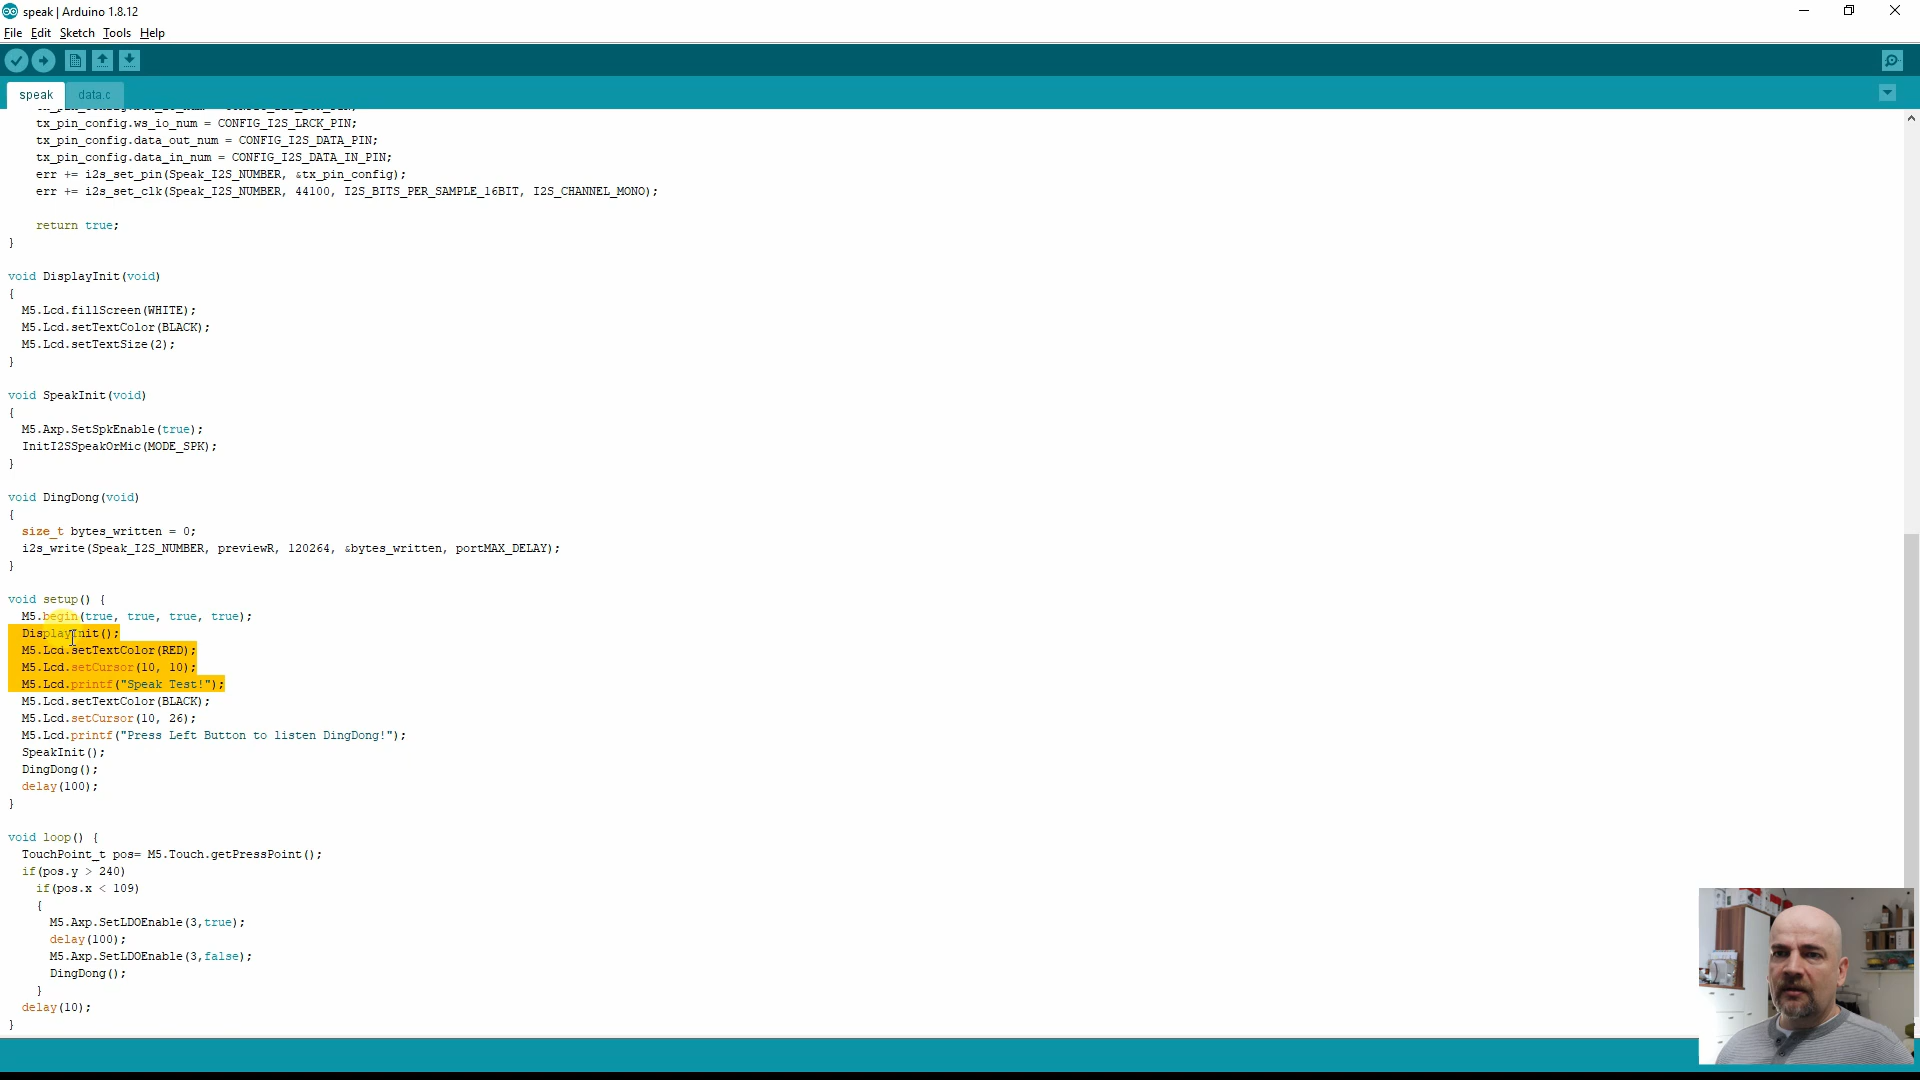 speak | Arduino 1.8.12
File Edit Sketch Tools Help
speak data.c
tx_pin_config.ws_io_num = CONFIG_I2S_LRCK_PIN;
tx_pin_config.data_out_num = CONFIG_I2S_DATA_PIN;
tx_pin_config.data_in_num = CONFIG_I2S_DATA_IN_PIN;
err += i2s_set_pin(Speak_I2S_NUMBER, &tx_pin_config);
err += i2s_set_clk(Speak_I2S_NUMBER, 44100, I2S_BITS_PER_SAMPLE_16BIT, I2S_CHANNEL_MONO);
return true;
}
void DisplayInit(void)
{
M5.Lcd.fillScreen(WHITE);
M5.Lcd.setTextColor(BLACK);
M5.Lcd.setTextSize(2);
}
void SpeakInit(void)
{
M5.Axp.SetSpkEnable(true);
InitI2SSpeakOrMic(MODE_SPK);
}
void DingDong(void)
{
size_t bytes_written = 0;
i2s_write(Speak_I2S_NUMBER, previewR, 120264, &bytes_written, portMAX_DELAY);
}
void setup() {
M5.begin(true, true, true, true);
DisplayInit();
M5.Lcd.setTextColor(RED);
M5.Lcd.setCursor(10, 10);
M5.Lcd.printf("Speak Test!");
M5.Lcd.setTextColor(BLACK);
M5.Lcd.setCursor(10, 26);
M5.Lcd.printf("Press Left Button to listen DingDong!");
SpeakInit();
DingDong();
delay(100);
}
void loop() {
TouchPoint_t pos= M5.Touch.getPressPoint();
if(pos.y > 240)
if(pos.x < 109)
{
M5.Axp.SetLDOEnable(3,true);
delay(100);
M5.Axp.SetLDOEnable(3,false);
DingDong();
}
delay(10);
}